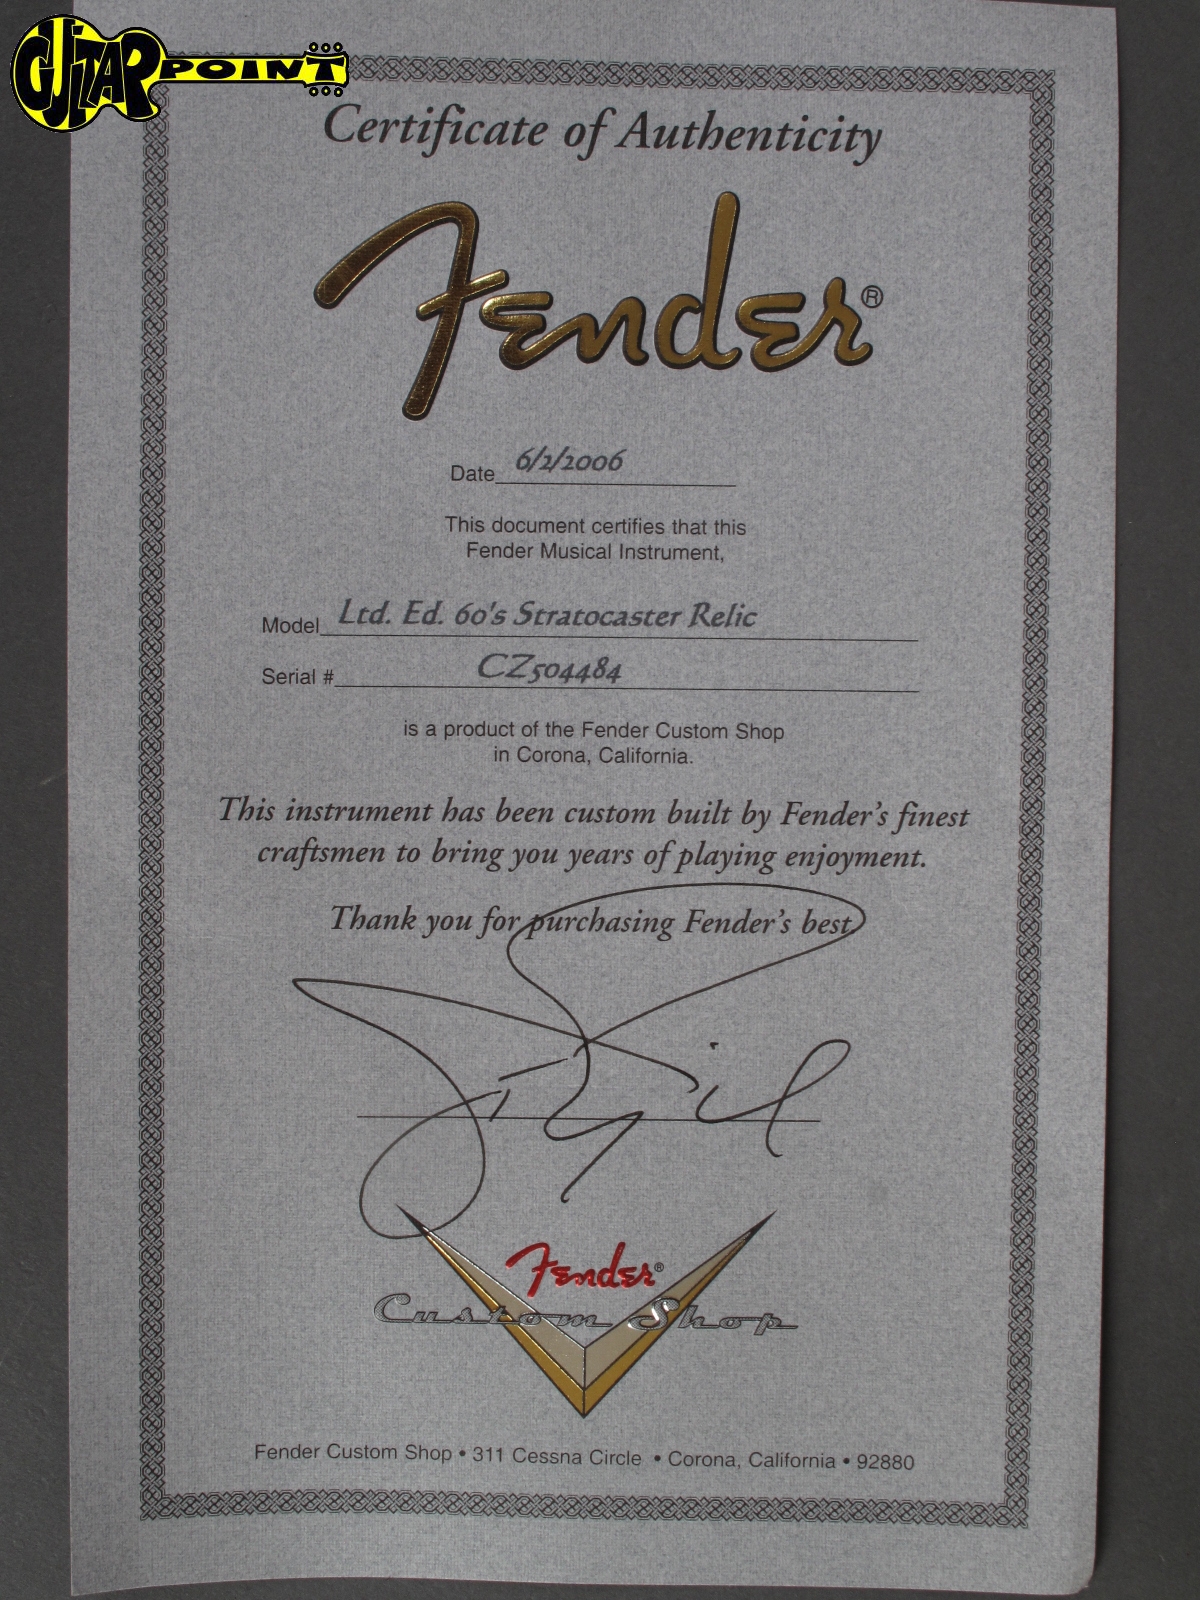 GUITAR POINT
Certificate of Authenticity
Fender®
Date 6/2/2006
This document certifies that this
Fender Musical Instrument,
Model Ltd. Ed. 60's Stratocaster Relic
Serial # CZ504484
is a product of the Fender Custom Shop
in Corona, California.
This instrument has been custom built by Fender's finest
craftsmen to bring you years of playing enjoyment.
Thank you for purchasing Fender's best
Fender®
Custom Shop
Fender Custom Shop • 311 Cessna Circle • Corona, California • 92880